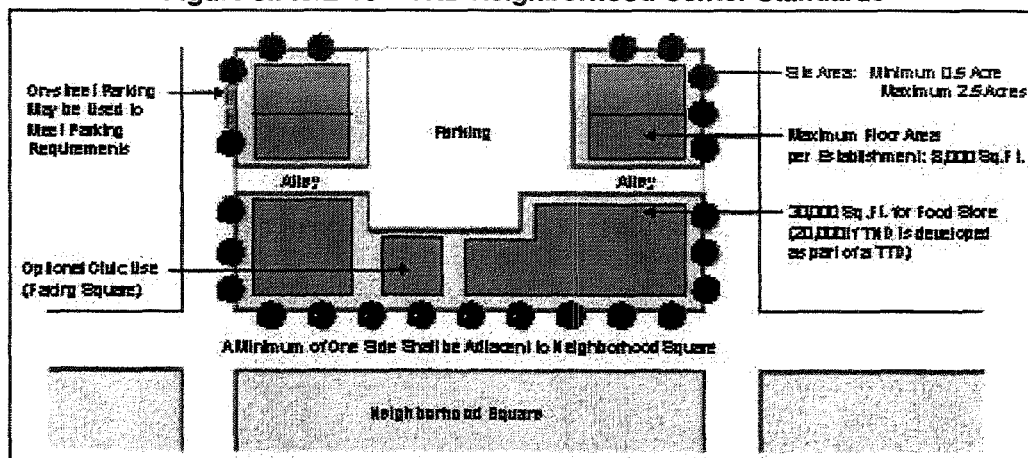 TND Neighborhood Center Standards
On-street Parking
May be used to
Meet Parking
Requirements
Parking
Site Area: Minimum 0.5 Acre
Maximum 2.5 Acres
Maximum Floor Areas
per Establishment: 8,000 Sq.Ft.
Alley
Alley
30,000 Sq.Ft. for Food Store
(20,000 if TND is developed
as part of a TTD)
Optional Civic Use
(Facing Square)
A Minimum of One Side Shall be Adjacent to Neighborhood Square
Neighborhood Square